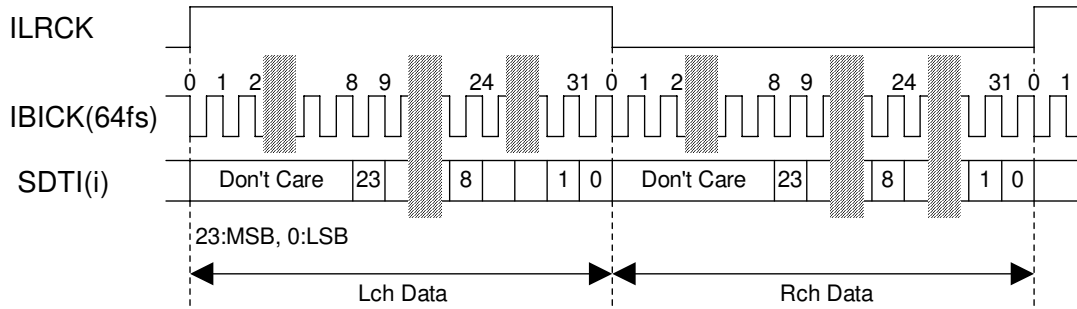 ILRCK
0 1 2 8 9 24 31 0 1 2 8 9 24 31 0 1
IBICK(64fs)
SDTI(i) Don't Care 23 8 1 0 Don't Care 23 8 1 0
23:MSB, 0:LSB
Lch Data Rch Data